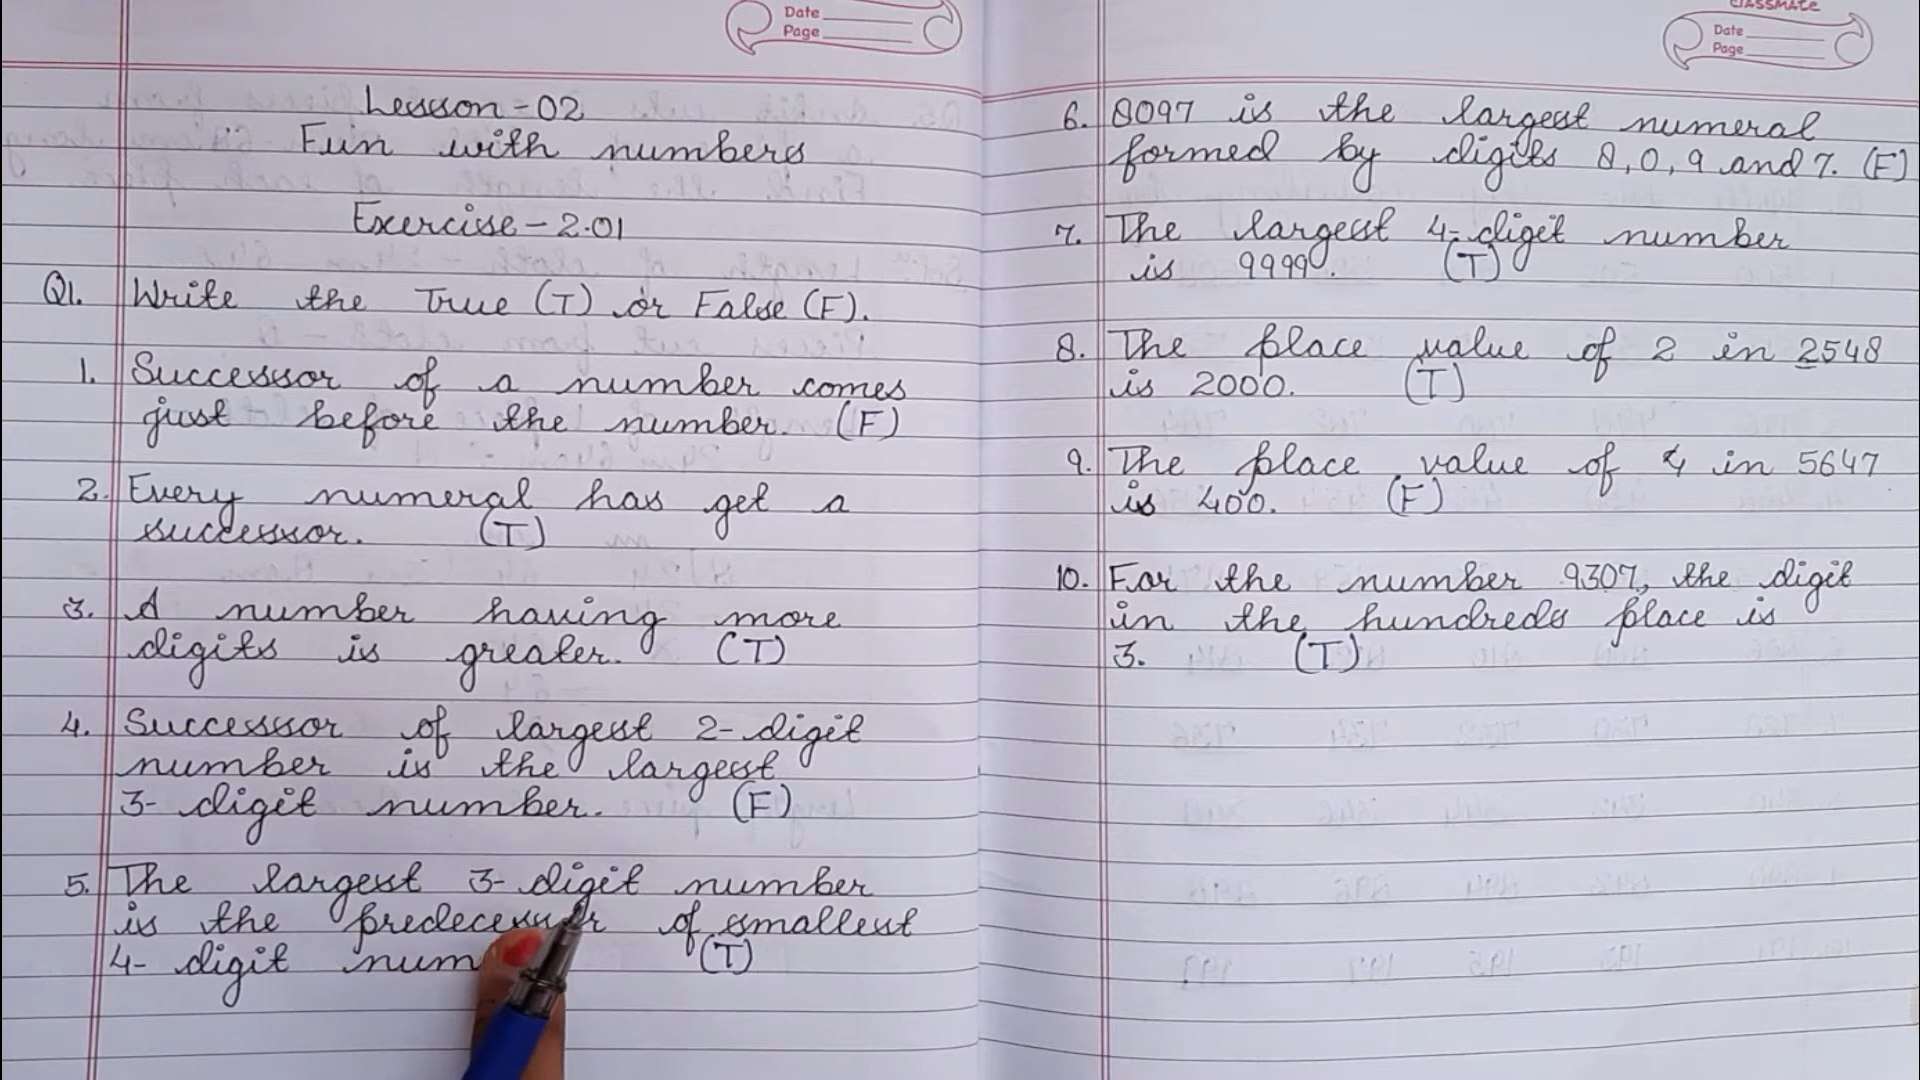 Date
Page
Lesson-02
Fun with numbers
Exercise-2.01
Q1. Write the True (T) or False (F).
1. Successor of a number comes
just before the number. (F)
2. Every numeral has get a
successor. (T)
3. A number having more
digits is greater. (T)
4. Successor of largest 2-digit
number is the largest
3-digit number. (F)
5. The largest 3-digit number
is the predecessor of smallest
4-digit num (T)
CLASSMATE
Date
Page
6. 8097 is the largest numeral
formed by digits 8, 0, 9 and 7. (F)
7. The largest 4-digit number
is 9999. (T)
8. The place value of 2 in 2548
is 2000. (T)
9. The place value of 4 in 5647
is 400. (F)
10. For the number 9307, the digit
in the hundreds place is
3. (T)